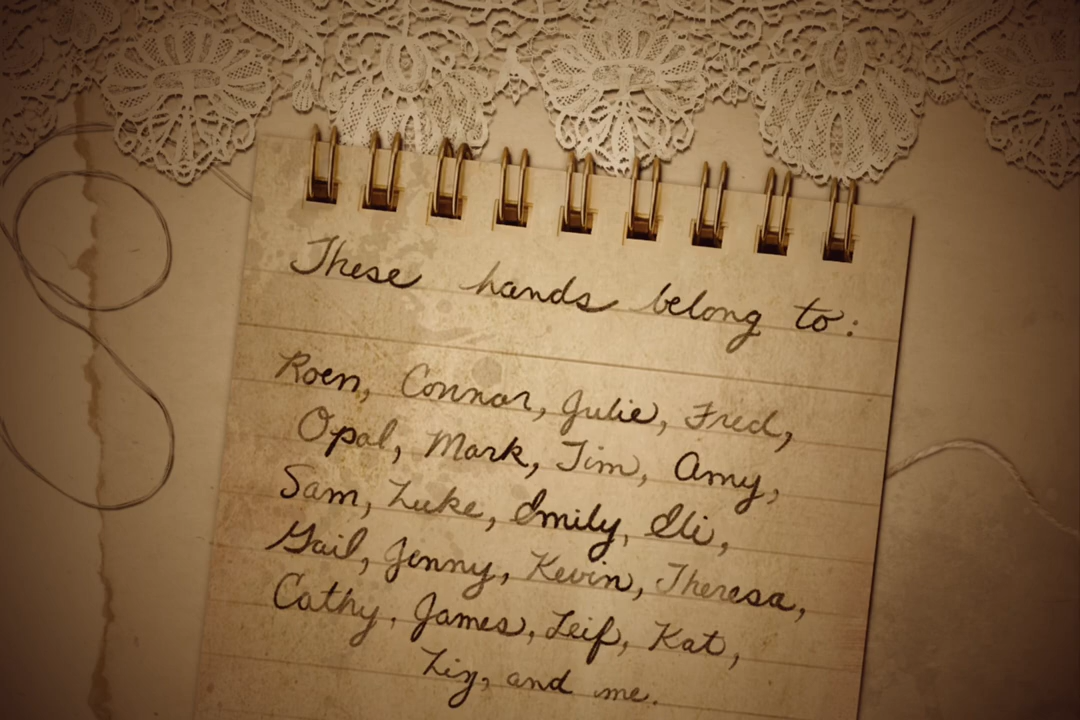 These hands belong to:
Roen, Connor, Julie, Fred,
Opal, Mark, Tim, Amy,
Sam, Luke, Emily, Eli,
Gail, Jenny, Kevin, Theresa,
Cathy, James, Leif, Kat,
Liz, and me.